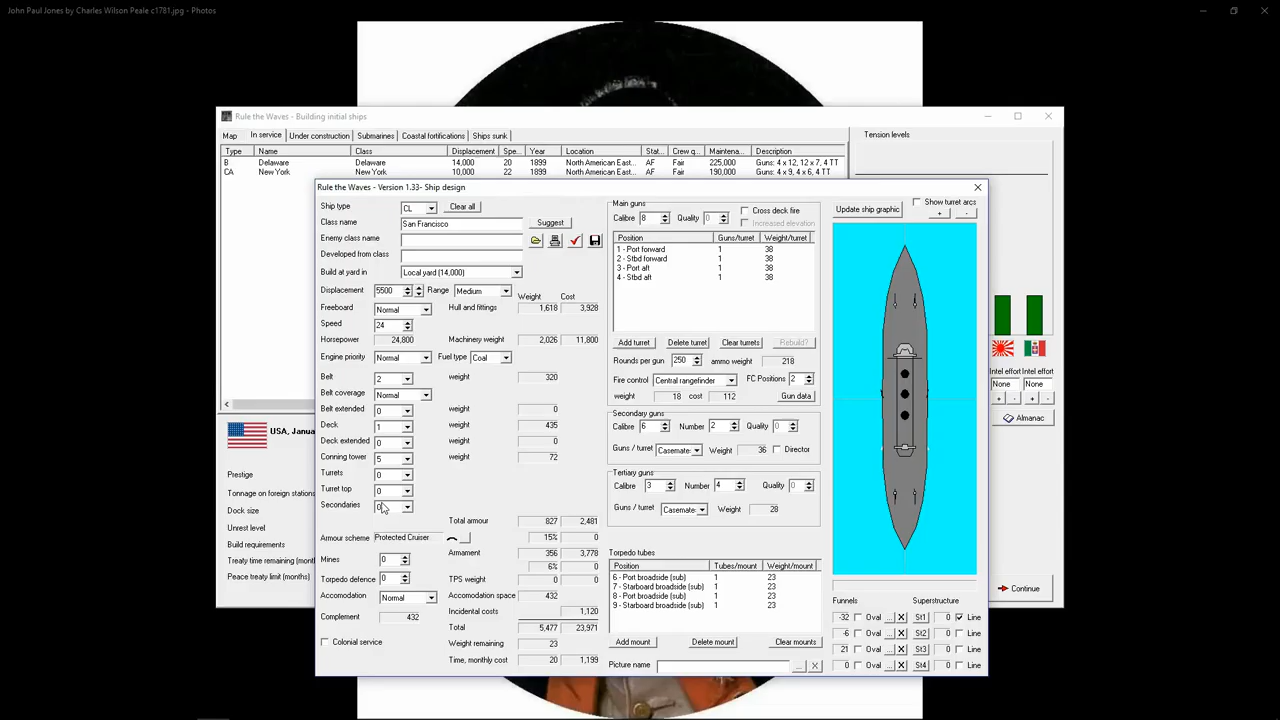 John Paul Jones by Charles Wilson Peale c1781.jpg - Photos
Rule the Waves - Building initial ships
Map In service Under construction Submarines Coastal fortifications Ships sunk
Tension levels
Type Name Class Displacement Spe... Year Location Stat... Crew q... Maintena... Description
B Delaware Delaware 14,000 20 1899 North American East... AF Fair 225,000 Guns: 4 x 12, 12 x 7, 4 TT
CA New York New York 10,000 22 1899 North American East... AF Fair 190,000 Guns: 4 x 9, 4 x 6, 4 TT
Rule the Waves - Version 1.33- Ship design
Ship type CL Clear all
Class name San Francisco Suggest
Enemy class name
Developed from class
Build at yard in Local yard (14,000)
Displacement 5500 Range Medium
Weight Cost
Freeboard Normal Hull and fittings 1,618 3,928
Speed 24
Horsepower 24,800 Machinery weight 2,026 11,800
Engine priority Normal Fuel type Coal
Belt 2 weight 320
Belt coverage Normal
Belt extended 0 weight 0
Deck 1 weight 435
Deck extended 0 weight 0
Conning tower 5 weight 72
Turrets 0
Turret top 0
Secondaries 0
Total armour 827 2,481
Armour scheme Protected Cruiser 15% 0
Armament 356 3,778
6% 0
Mines 0
Torpedo defence 0 TPS weight 0 0
Accomodation Normal Accomodation space 432
Incidental costs 1,120
Complement 432
Total 5,477 23,971
Colonial service
Weight remaining 23
Time, monthly cost 20 1,199
Main guns
Calibre 8 Quality 0 Cross deck fire
Increased elevation
Position Guns/turret Weight/turret
1 - Port forward 1 38
2 - Stbd forward 1 38
3 - Port aft 1 38
4 - Stbd aft 1 38
Add turret Delete turret Clear turrets Rebuild?
Rounds per gun 250 ammo weight 218
Fire control Central rangefinder FC Positions 2
weight 18 cost 112 Gun data
Secondary guns
Calibre 6 Number 2 Quality 0
Guns / turret Casemate: Weight 36 Director
Tertiary guns
Calibre 3 Number 4 Quality 0
Guns / turret Casemate: Weight 28
Torpedo tubes
Position Tubes/mount Weight/mount
6 - Port broadside (sub) 1 23
7 - Starboard broadside (sub) 1 23
8 - Port broadside (sub) 1 23
9 - Starboard broadside (sub) 1 23
Add mount Delete mount Clear mounts
Picture name ... X
Update ship graphic Show turret arcs
+ -
Funnels Superstructure
-32 Oval ... X St1 0 Line
-6 Oval ... X St2 0 Line
21 Oval ... X St3 0 Line
0 Oval ... X St4 0 Line
USA, Janua
Prestige
Tonnage on foreign stations
Dock size
Unrest level
Build requirements
Treaty time remaining (month
Peace treaty limit (months)
Intel effort Intel effort
None None
+ - + -
Almanac
Continue